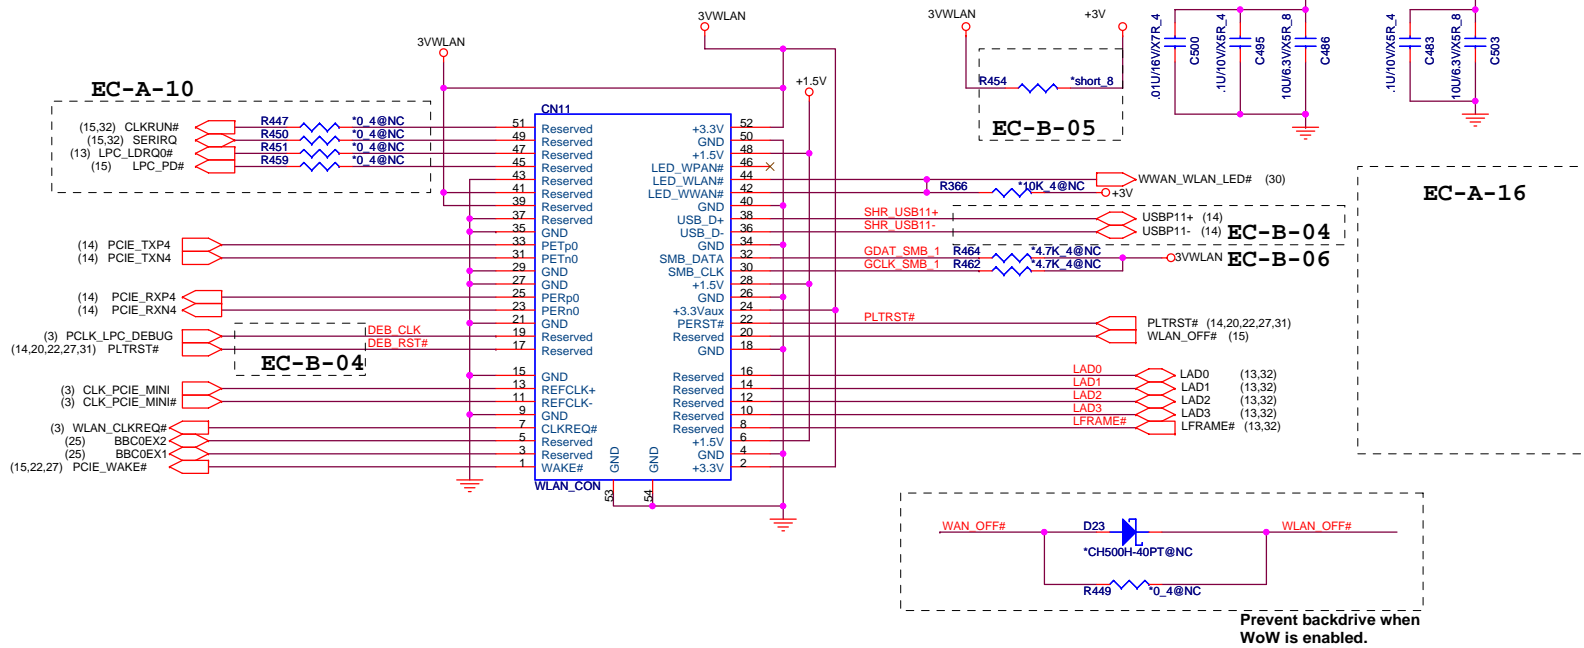 3VWLAN
3VWLAN
3VWLAN
+3V
.01U/16V/X7R_4
C500
.1U/10V/X5R_4
C495
10U/6.3V/X5R_8
C486
.1U/10V/X5R_4
C483
10U/6.3V/X5R_8
C503
R454 *short_8
EC-B-05
+1.5V
EC-A-10
(15,32) CLKRUN# R447 *0_4@NC
(15,32) SERIRQ R450 *0_4@NC
(13) LPC_LDRQ0# R451 *0_4@NC
(15) LPC_PD# R459 *0_4@NC
CN11
51 Reserved +3.3V 52
49 Reserved GND 50
47 Reserved +1.5V 48
45 Reserved LED_WPAN# 46
43 Reserved LED_WLAN# 44
41 Reserved LED_WWAN# 42
39 Reserved GND 40
37 Reserved USB_D+ 38
35 GND USB_D- 36
33 PETp0 GND 34
31 PETn0 SMB_DATA 32
29 GND SMB_CLK 30
27 GND +1.5V 28
25 PERp0 GND 26
23 PERn0 +3.3Vaux 24
21 GND PERST# 22
19 Reserved Reserved 20
17 Reserved GND 18
15 GND Reserved 16
13 REFCLK+ Reserved 14
11 REFCLK- Reserved 12
9 GND Reserved 10
7 CLKREQ# Reserved 8
5 Reserved +1.5V 6
3 Reserved GND 4
1 WAKE# +3.3V 2
GND GND
WLAN_CON
53 54
(14) PCIE_TXP4
(14) PCIE_TXN4
(14) PCIE_RXP4
(14) PCIE_RXN4
(3) PCLK_LPC_DEBUG DEB_CLK
(14,20,22,27,31) PLTRST# DEB_RST#
EC-B-04
(3) CLK_PCIE_MINI
(3) CLK_PCIE_MINI#
(3) WLAN_CLKREQ#
(25) BBC0EX2
(25) BBC0EX1
(15,22,27) PCIE_WAKE#
WWAN_WLAN_LED# (30)
R366 *10K_4@NC +3V
SHR_USB11+ USBP11+ (14)
SHR_USB11- USBP11- (14)
EC-B-04
GDAT_SMB_1 R464 *4.7K_4@NC 3VWLAN
GCLK_SMB_1 R462 *4.7K_4@NC
EC-B-06
PLTRST# PLTRST# (14,20,22,27,31)
WLAN_OFF# (15)
LAD0 LAD0 (13,32)
LAD1 LAD1 (13,32)
LAD2 LAD2 (13,32)
LAD3 LAD3 (13,32)
LFRAME# LFRAME# (13,32)
EC-A-16
WAN_OFF# D23 WLAN_OFF#
*CH500H-40PT@NC
R449 *0_4@NC
Prevent backdrive when
WoW is enabled.